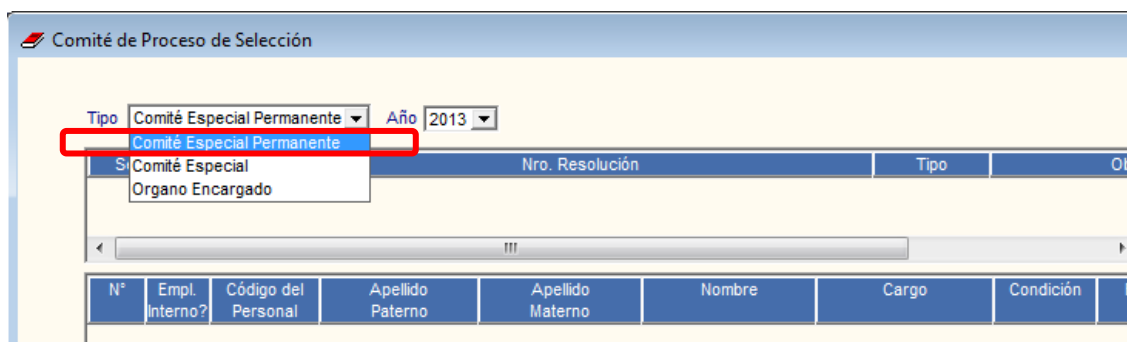 Comité de Proceso de Selección
Tipo Comité Especial Permanente Año 2013
Comité Especial Permanente
Comité Especial
Organo Encargado
Nro. Resolución Tipo
N° Empl. Interno? Código del Personal Apellido Paterno Apellido Materno Nombre Cargo Condición